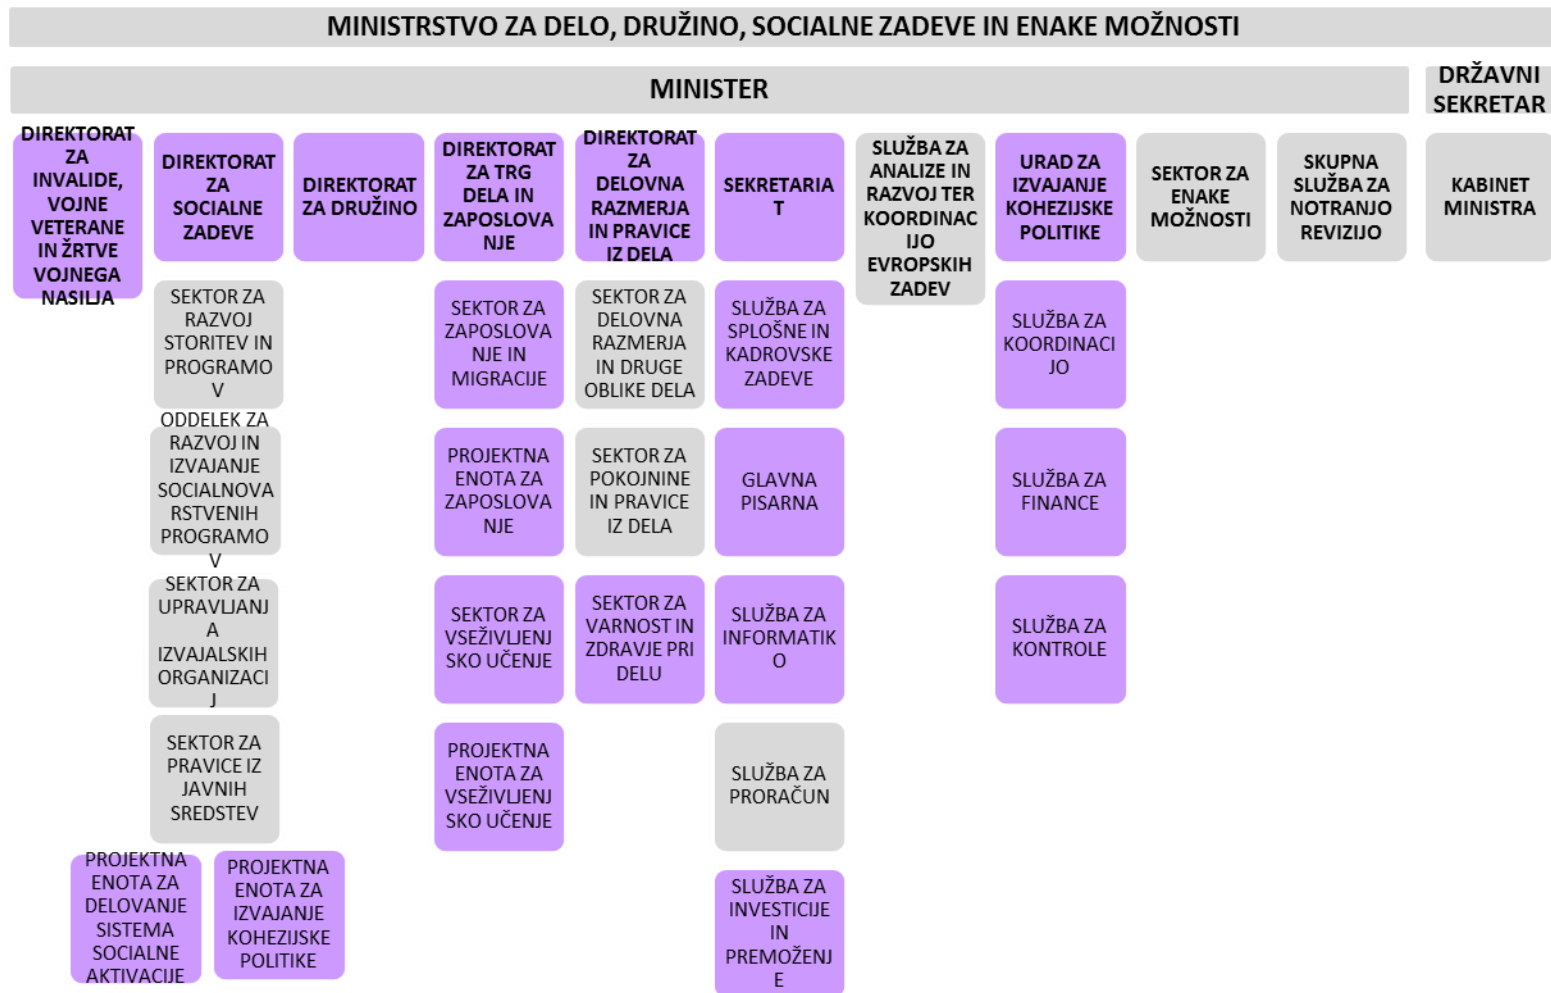 MINISTRSTVO ZA DELO, DRUŽINO, SOCIALNE ZADEVE IN ENAKE MOŽNOSTI
MINISTER
DRŽAVNI
SEKRETAR
DIREKTORAT
ZA
INVALIDE,
VOJNE
VETERANE
IN ŽRTVE
VOJNEGA
NASILJA
DIREKTORAT
ZA
SOCIALNE
ZADEVE
DIREKTORAT
ZA DRUŽINO
DIREKTORAT
ZA TRG
DELA IN
ZAPOSLOVA
NJE
DIREKTORAT
ZA
DELOVNA
RAZMERJA
IN PRAVICE
IZ DELA
SEKRETARIA
T
SLUŽBA ZA
ANALIZE IN
RAZVOJ TER
KOORDINAC
IJO
EVROPSKIH
ZADEV
URAD ZA
IZVAJANJE
KOHEZIJSKE
POLITIKE
SEKTOR ZA
ENAKE
MOŽNOSTI
SKUPNA
SLUŽBA ZA
NOTRANJO
REVIZIJO
KABINET
MINISTRA
SEKTOR ZA
RAZVOJ
STORITEV IN
PROGRAMO
V
SEKTOR ZA
ZAPOSLOVA
NJE IN
MIGRACIJE
SEKTOR ZA
DELOVNA
RAZMERJA
IN DRUGE
OBLIKE DELA
SLUŽBA ZA
SPLOŠNE IN
KADROVSKE
ZADEVE
SLUŽBA ZA
KOORDINACI
JO
ODDELEK ZA
RAZVOJ IN
IZVAJANJE
SOCIALNOVA
RSTVENIH
PROGRAMO
V
PROJEKTNA
ENOTA ZA
ZAPOSLOVA
NJE
SEKTOR ZA
POKOJNINE
IN PRAVICE
IZ DELA
GLAVNA
PISARNA
SLUŽBA ZA
FINANCE
SEKTOR ZA
UPRAVLJANJ
A
IZVAJALSKIH
ORGANIZACI
J
SEKTOR ZA
VSEŽIVLJENJ
SKO UČENJE
SEKTOR ZA
VARNOST IN
ZDRAVJE PRI
DELU
SLUŽBA ZA
INFORMATIK
O
SLUŽBA ZA
KONTROLE
SEKTOR ZA
PRAVICE IZ
JAVNIH
SREDSTEV
PROJEKTNA
ENOTA ZA
VSEŽIVLJENJ
SKO UČENJE
SLUŽBA ZA
PRORAČUN
PROJEKTNA
ENOTA ZA
DELOVANJE
SISTEMA
SOCIALNE
AKTIVACIJE
PROJEKTNA
ENOTA ZA
IZVAJANJE
KOHEZIJSKE
POLITIKE
SLUŽBA ZA
INVESTICIJE
IN
PREMOŽENJ
E